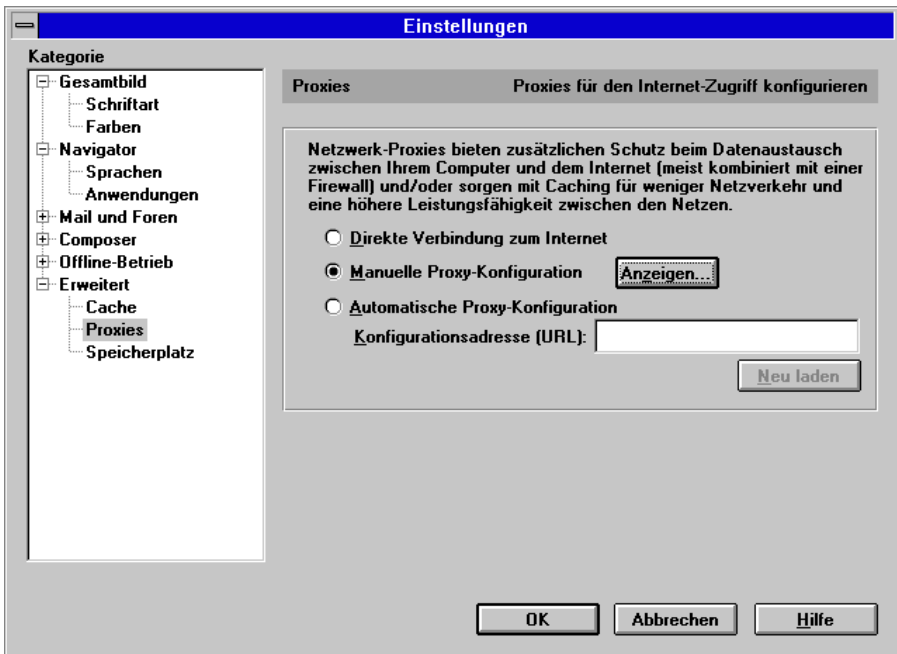 Einstellungen
Kategorie
Gesamtbild
Schriftart
Farben
Navigator
Sprachen
Anwendungen
Mail und Foren
Composer
Offline-Betrieb
Erweitert
Cache
Proxies
Speicherplatz
Proxies Proxies für den Internet-Zugriff konfigurieren
Netzwerk-Proxies bieten zusätzlichen Schutz beim Datenaustausch
zwischen Ihrem Computer und dem Internet (meist kombiniert mit einer
Firewall) und/oder sorgen mit Caching für weniger Netzverkehr und
eine höhere Leistungsfähigkeit zwischen den Netzen.
Direkte Verbindung zum Internet
Manuelle Proxy-Konfiguration Anzeigen...
Automatische Proxy-Konfiguration
Konfigurationsadresse (URL):
Neu laden
OK Abbrechen Hilfe